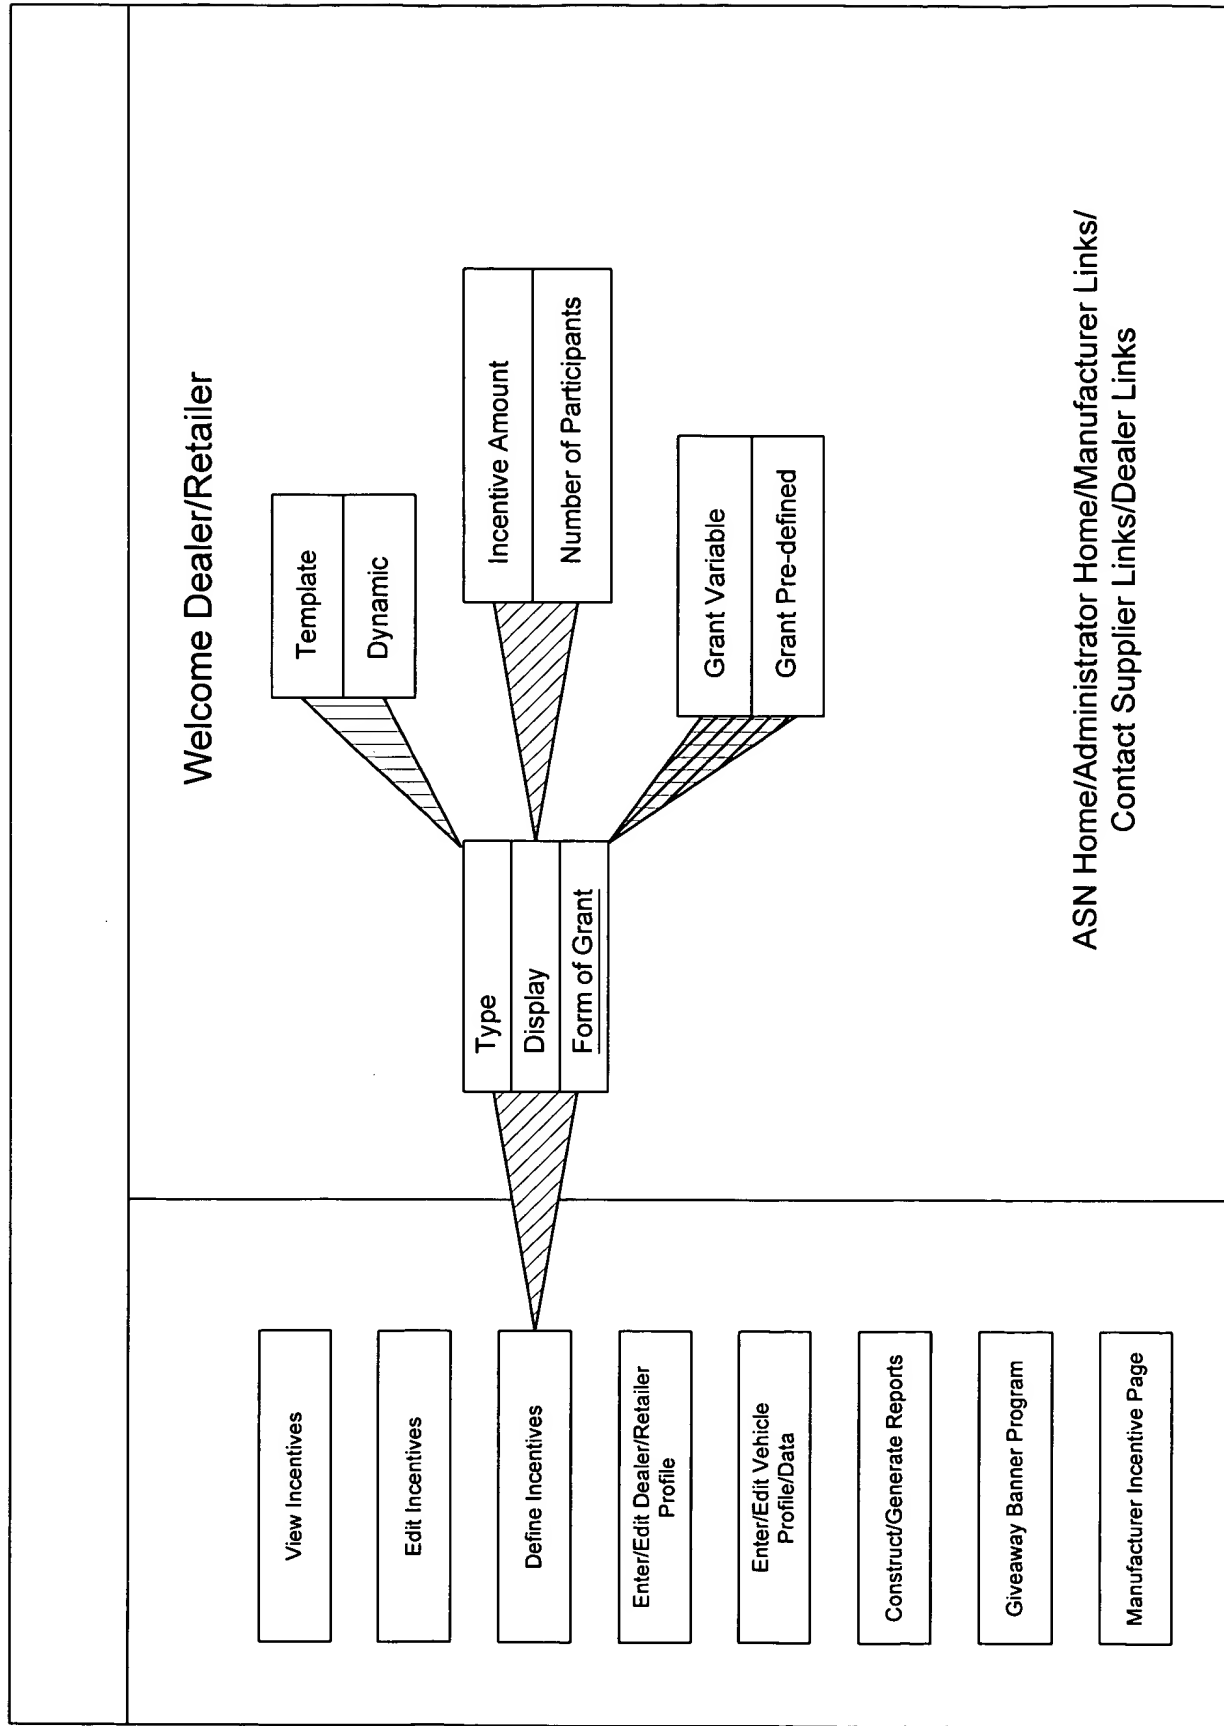 Welcome Dealer/Retailer
View Incentives
Edit Incentives
Define Incentives
Enter/Edit Dealer/Retailer
Profile
Enter/Edit Vehicle
Profile/Data
Construct/Generate Reports
Giveaway Banner Program
Manufacturer Incentive Page
Type
Display
Form of Grant
Template
Dynamic
Incentive Amount
Number of Participants
Grant Variable
Grant Pre-defined
ASN Home/Administrator Home/Manufacturer Links/
Contact Supplier Links/Dealer Links